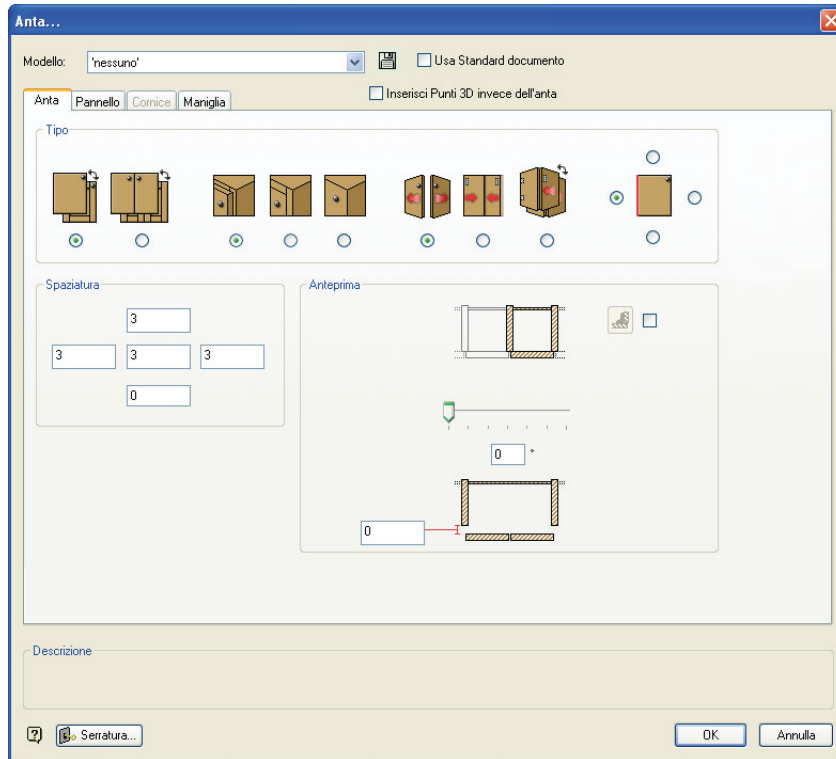 Anta...
Modello: 'nessuno' Usa Standard documento
Inserisci Punti 3D invece dell'anta
Anta Pannello Cornice Maniglia
Tipo
Spaziatura
3
3 3 3
0
Anteprima
0 °
0
Descrizione
Serratura... OK Annulla